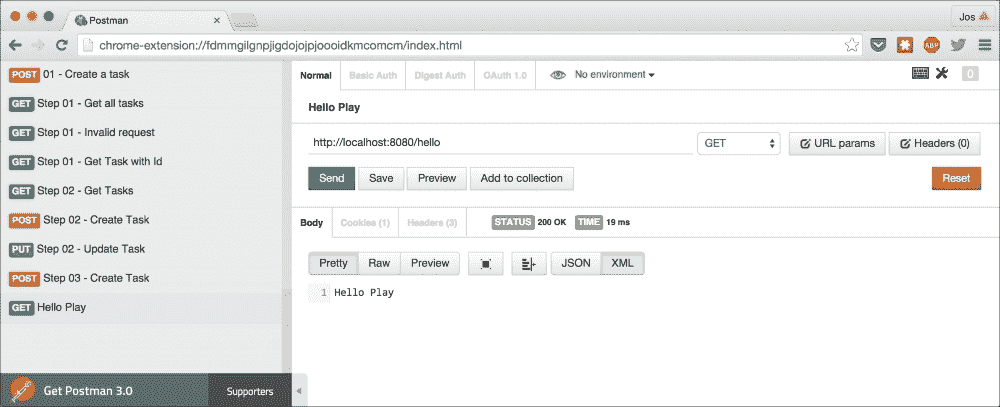 Postman
Jos
chrome-extension://fdmmgilgnpjigdojojpjoooidkmcomcm/index.html
ABP
POST 01 - Create a task
GET Step 01 - Get all tasks
GET Step 01 - Invalid request
GET Step 01 - Get Task with Id
GET Step 02 - Get Tasks
POST Step 02 - Create Task
PUT Step 02 - Update Task
POST Step 03 - Create Task
GET Hello Play
Get Postman 3.0 Supporters
Normal Basic Auth Digest Auth OAuth 1.0 No environment 0
Hello Play
http://localhost:8080/hello GET URL params Headers (0)
Send Save Preview Add to collection Reset
Body Cookies (1) Headers (3) STATUS 200 OK TIME 19 ms
Pretty Raw Preview JSON XML
1 Hello Play